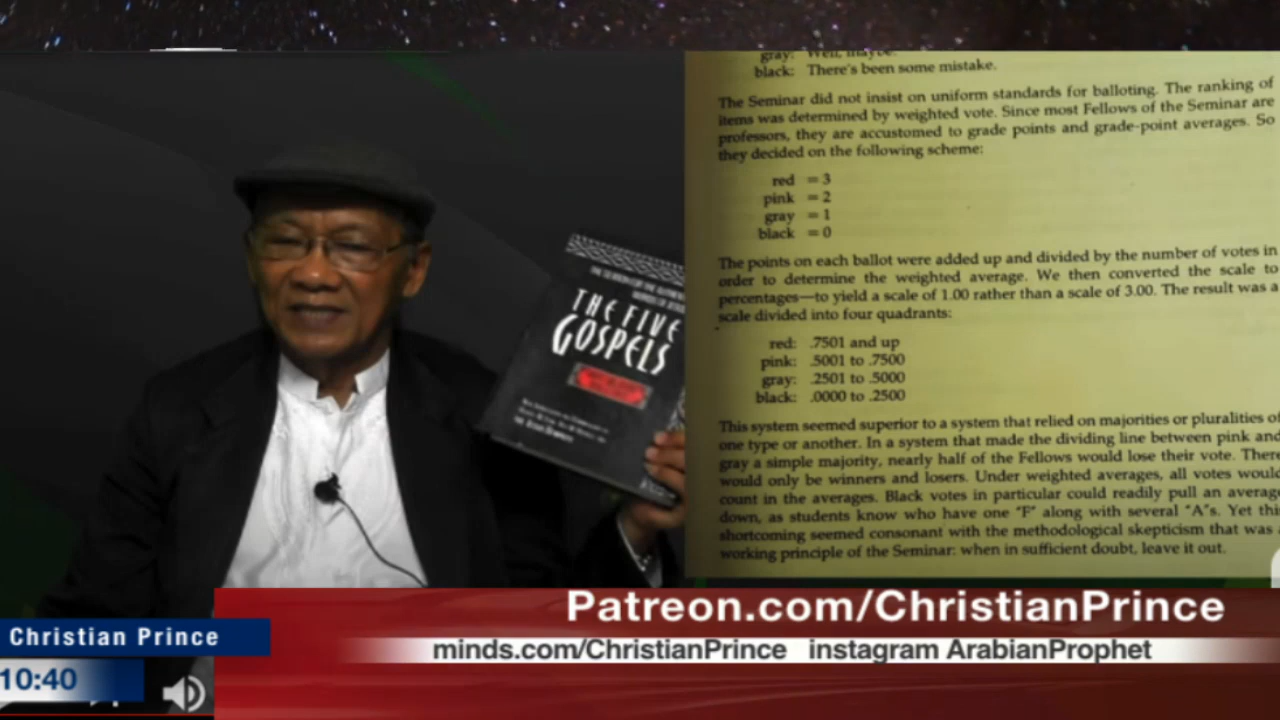 gray: Well, maybe.
black: There's been some mistake.
The Seminar did not insist on uniform standards for balloting. The ranking of
items was determined by weighted vote. Since most Fellows of the Seminar are
professors, they are accustomed to grade points and grade-point averages. So
they decided on the following scheme:
red = 3
pink = 2
gray = 1
black = 0
The points on each ballot were added up and divided by the number of votes in
order to determine the weighted average. We then converted the scale to
percentages—to yield a scale of 1.00 rather than a scale of 3.00. The result was a
scale divided into four quadrants:
red: .7501 and up
pink: .5001 to .7500
gray: .2501 to .5000
black: .0000 to .2500
This system seemed superior to a system that relied on majorities or pluralities of
one type or another. In a system that made the dividing line between pink and
gray a simple majority, nearly half of the Fellows would lose their vote. There
would only be winners and losers. Under weighted averages, all votes would
count in the averages. Black votes in particular could readily pull an average
down, as students know who have one "F" along with several "A"s. Yet this
shortcoming seemed consonant with the methodological skepticism that was a
working principle of the Seminar: when in sufficient doubt, leave it out.
THE FIVE
GOSPELS
Patreon.com/ChristianPrince
Christian Prince
minds.com/ChristianPrince instagram ArabianProphet
10:40